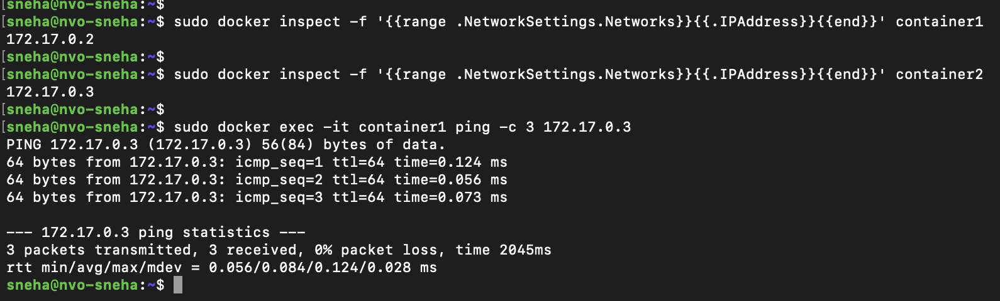 [sneha@nvo-sneha:~$
[sneha@nvo-sneha:~$ sudo docker inspect -f '{{range .NetworkSettings.Networks}}{{.IPAddress}}{{end}}' container1
172.17.0.2
[sneha@nvo-sneha:~$
[sneha@nvo-sneha:~$ sudo docker inspect -f '{{range .NetworkSettings.Networks}}{{.IPAddress}}{{end}}' container2
172.17.0.3
[sneha@nvo-sneha:~$
[sneha@nvo-sneha:~$ sudo docker exec -it container1 ping -c 3 172.17.0.3
PING 172.17.0.3 (172.17.0.3) 56(84) bytes of data.
64 bytes from 172.17.0.3: icmp_seq=1 ttl=64 time=0.124 ms
64 bytes from 172.17.0.3: icmp_seq=2 ttl=64 time=0.056 ms
64 bytes from 172.17.0.3: icmp_seq=3 ttl=64 time=0.073 ms
--- 172.17.0.3 ping statistics ---
3 packets transmitted, 3 received, 0% packet loss, time 2045ms
rtt min/avg/max/mdev = 0.056/0.084/0.124/0.028 ms
sneha@nvo-sneha:~$